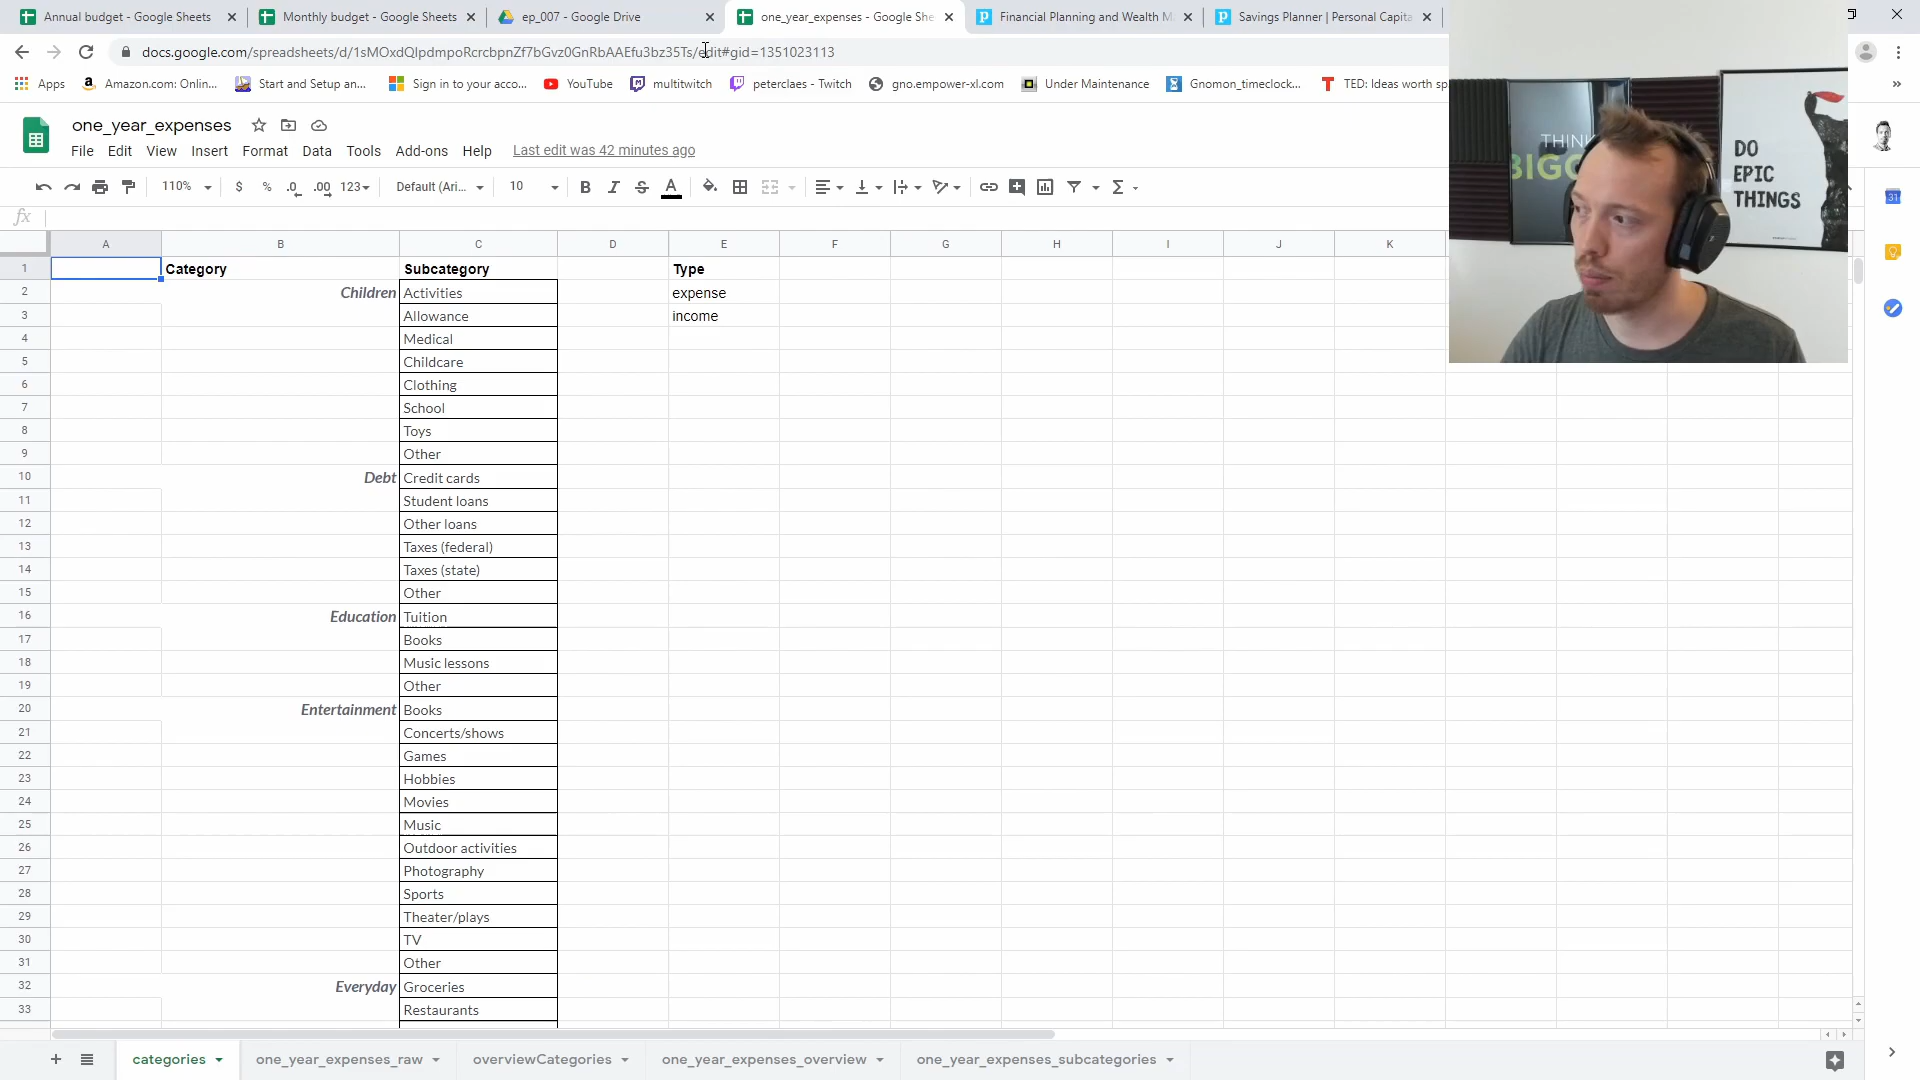 Annual budget - Google Sheets
Monthly budget - Google Sheets
ep_007 - Google Drive
one_year_expenses - Google She
Financial Planning and Wealth M
Savings Planner | Personal Capita
docs.google.com/spreadsheets/d/1sMOxdQlpdmpoRcrcbpnZf7bGvz0GnRbAAEfu3bz35Ts/edit#gid=1351023113
Apps
Amazon.com: Onlin...
Start and Setup an...
Sign in to your acco...
YouTube
multitwitch
peterclaes - Twitch
gno.empower-xl.com
Under Maintenance
Gnomon_timeclock...
TED: Ideas worth sp
one_year_expenses
File Edit View Insert Format Data Tools Add-ons Help Last edit was 42 minutes ago
110% $ % .0 .00 123 Default (Ari... 10 B I S A
fx
A B C D E F G H I J K
1 Category Subcategory Type
2 Children Activities expense
3 Allowance income
4 Medical
5 Childcare
6 Clothing
7 School
8 Toys
9 Other
10 Debt Credit cards
11 Student loans
12 Other loans
13 Taxes (federal)
14 Taxes (state)
15 Other
16 Education Tuition
17 Books
18 Music lessons
19 Other
20 Entertainment Books
21 Concerts/shows
22 Games
23 Hobbies
24 Movies
25 Music
26 Outdoor activities
27 Photography
28 Sports
29 Theater/plays
30 TV
31 Other
32 Everyday Groceries
33 Restaurants
categories
one_year_expenses_raw
overviewCategories
one_year_expenses_overview
one_year_expenses_subcategories
THINK
BIGG
DO
EPIC
THINGS
31